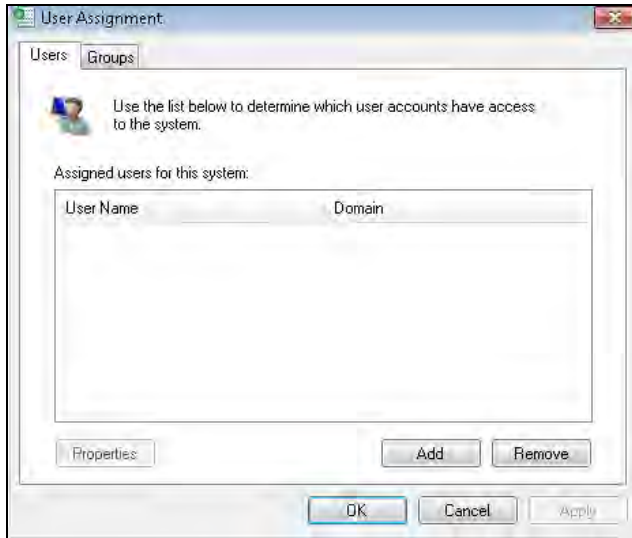 User Assignment
Users Groups
Use the list below to determine which user accounts have access
to the system.
Assigned users for this system:
User Name Domain
Properties Add Remove
OK Cancel Apply